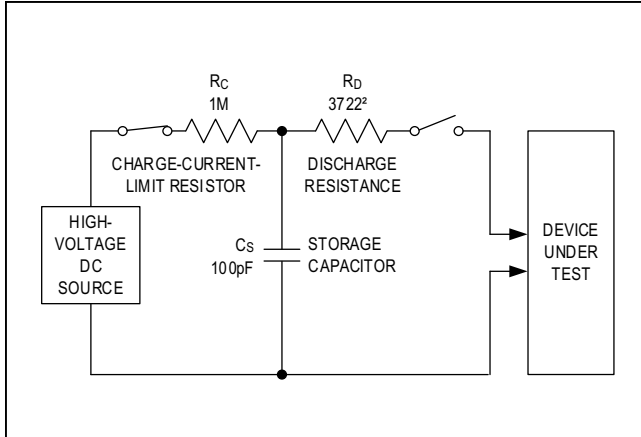 RC
1M
RD
3722²
CHARGE-CURRENT-
LIMIT RESISTOR
DISCHARGE
RESISTANCE
HIGH-
VOLTAGE
DC
SOURCE
CS
100pF
STORAGE
CAPACITOR
DEVICE
UNDER
TEST